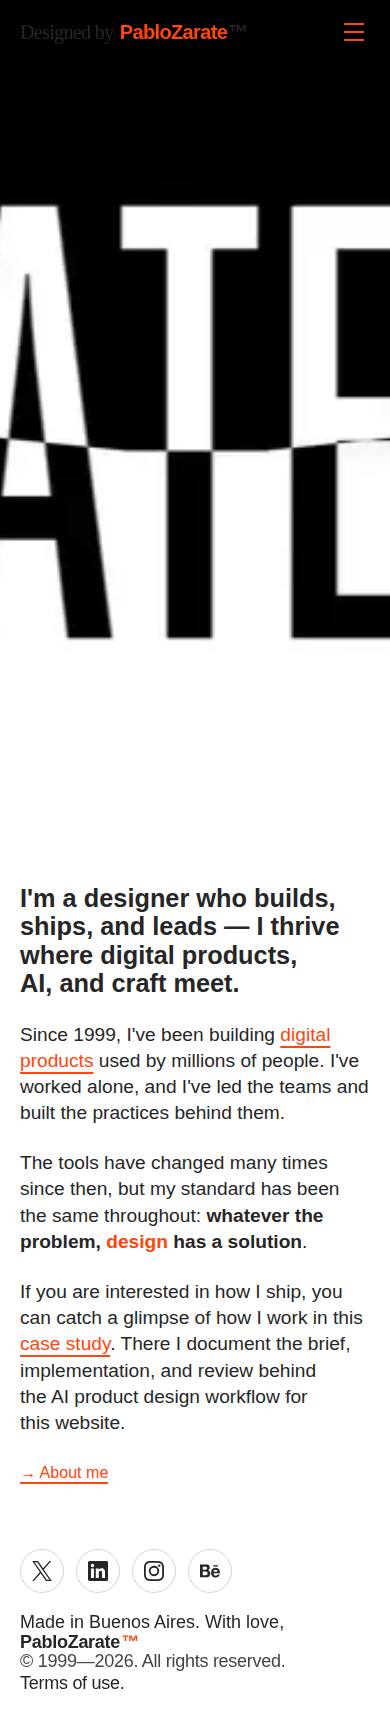 Designed by PabloZarate™
ATE
I'm a designer who builds,
ships, and leads — I thrive
where digital products,
AI, and craft meet.
Since 1999, I've been building digital
products used by millions of people. I've
worked alone, and I've led the teams and
built the practices behind them.
The tools have changed many times
since then, but my standard has been
the same throughout: whatever the
problem, design has a solution.
If you are interested in how I ship, you
can catch a glimpse of how I work in this
case study. There I document the brief,
implementation, and review behind
the AI product design workflow for
this website.
→ About me
Bē
Made in Buenos Aires. With love,
PabloZarate™
© 1999—2026. All rights reserved.
Terms of use.